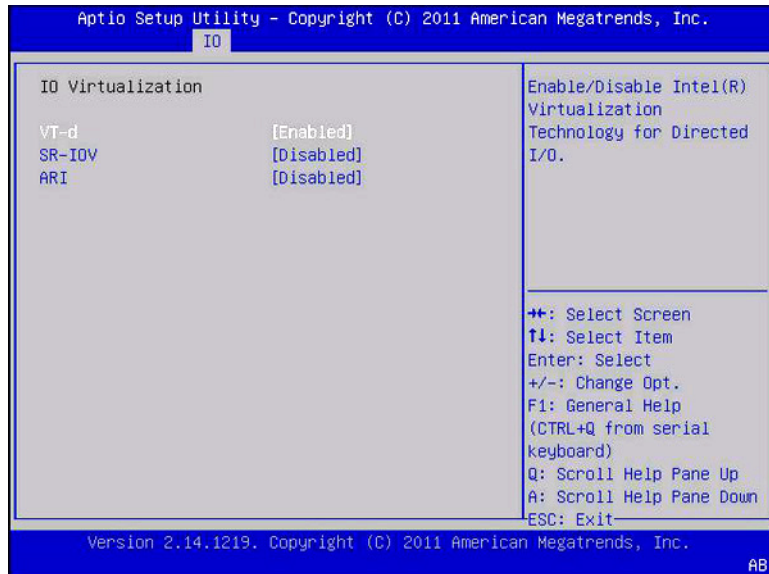 Aptio Setup Utility - Copyright (C) 2011 American Megatrends, Inc.
IO
IO Virtualization
VT-d [Enabled]
SR-IOV [Disabled]
ARI [Disabled]
Enable/Disable Intel(R)
Virtualization
Technology for Directed
I/O.
→←: Select Screen
↑↓: Select Item
Enter: Select
+/-: Change Opt.
F1: General Help
(CTRL+Q from serial
keyboard)
Q: Scroll Help Pane Up
A: Scroll Help Pane Down
ESC: Exit
Version 2.14.1219. Copyright (C) 2011 American Megatrends, Inc.
AB